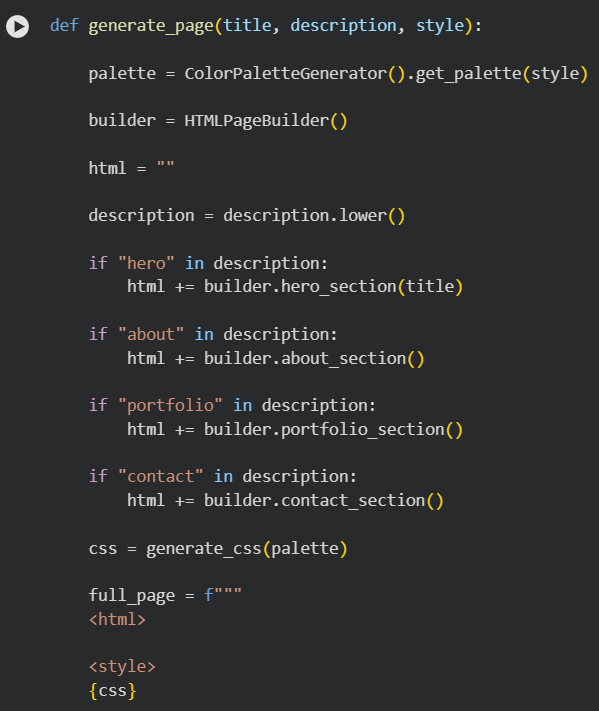 def generate_page(title, description, style):
palette = ColorPaletteGenerator().get_palette(style)
builder = HTMLPageBuilder()
html = ""
description = description.lower()
if "hero" in description:
html += builder.hero_section(title)
if "about" in description:
html += builder.about_section()
if "portfolio" in description:
html += builder.portfolio_section()
if "contact" in description:
html += builder.contact_section()
css = generate_css(palette)
full_page = f"""
<html>
<style>
{css}